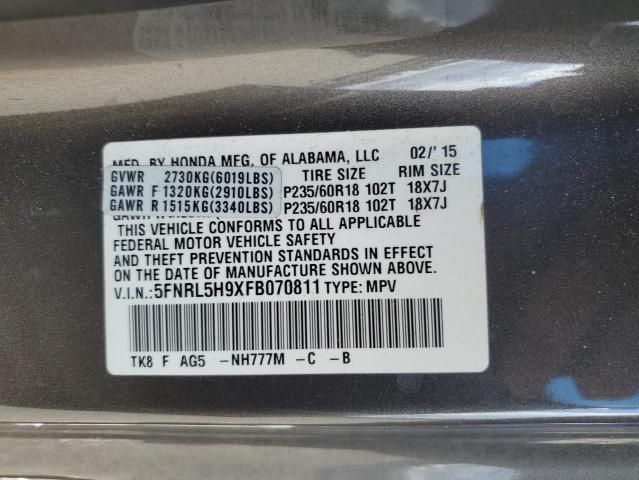 MFD. BY HONDA MFG. OF ALABAMA, LLC 02/' 15
GVWR 2730KG(6019LBS) TIRE SIZE RIM SIZE
GAWR F 1320KG(2910LBS) P235/60R18 102T 18X7J
GAWR R 1515KG(3340LBS) P235/60R18 102T 18X7J
THIS VEHICLE CONFORMS TO ALL APPLICABLE
FEDERAL MOTOR VEHICLE SAFETY
AND THEFT PREVENTION STANDARDS IN EFFECT
ON THE DATE OF MANUFACTURE SHOWN ABOVE.
V.I.N.:5FNRL5H9XFB070811 TYPE: MPV
TK8 F AG5 -NH777M -C -B